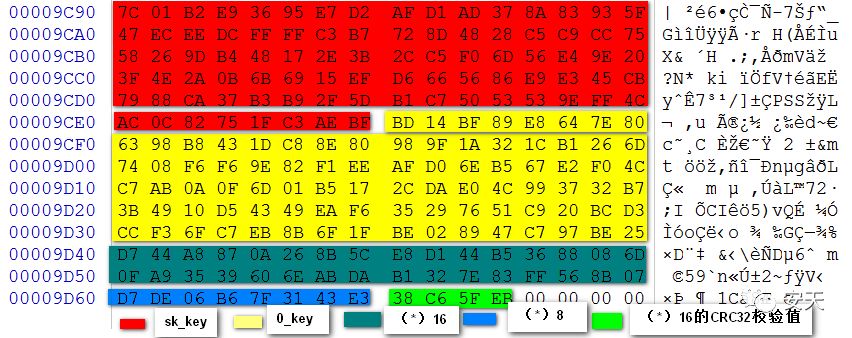 00009C90 7C 01 B2 E9 36 95 E7 D2 AF D1 AD 37 8A 83 93 5F | ²é6•çÒ¯Ñ-7Šƒ“_
00009CA0 47 EC EE DC FF FF C3 B7 72 8D 48 28 C5 C9 CC 75 GìîÜÿÿÃ·r H(ÅÉÌu
00009CB0 58 26 9D B4 48 17 2E 3B 2C C5 F0 6D 56 E4 9E 20 X& ´H .;,ÅðmVäž
00009CC0 3F 4E 2A 0A 6B 69 15 EF D6 66 56 86 E9 E3 45 CB ?N* ki ïÖfV†éãEË
00009CD0 79 88 CA 37 B3 B9 2F 5D B1 C7 50 53 53 9E FF 4C yˆÊ7³¹/]±ÇPSSžÿL
00009CE0 AC 0C 82 75 1F C3 AE BF BD 14 BF 89 E8 64 7E 80 ¬ ‚u Ã®¿½ ¿‰èd~€
00009CF0 63 98 B8 43 1D C8 8E 80 98 9F 1A 32 1C B1 26 6D c˜¸C ÈŽ€˜Ÿ 2 ±&m
00009D00 74 08 F6 F6 9E 82 F1 EE AF D0 6E B5 67 E2 F0 4C t ööž‚ñî¯ÐnµgâðL
00009D10 C7 AB 0A 0F 6D 01 B5 17 2C DA E0 4C 99 37 32 B7 Ç« m µ ,ÚàL™72·
00009D20 3B 49 10 D5 43 49 EA F6 35 29 76 51 C9 20 BC D3 ;I ÕCIêö5)vQÉ ¼Ó
00009D30 CC F3 6F C7 EB 8B 6F 1F BE 02 89 47 C7 97 BE 25 ÌóoÇë‹o ¾ ‰GÇ—¾%
00009D40 D7 44 A8 87 0A 26 8B 5C E8 D1 44 B5 36 88 08 6D ×D¨‡ &‹\èÑDµ6ˆ m
00009D50 0F A9 35 39 60 6E AB DA B1 32 7E 83 FF 56 8B 07 ©59`n«Ú±2~ƒÿV‹
00009D60 D7 DE 06 B6 7F 31 43 E3 38 C6 5F EB 00 00 00 00 ×Þ ¶ 1Cã
安天
sk_key 0_key （*）16 （*）8 （*）16的CRC32校验值